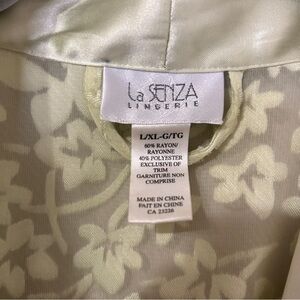 La SENZA
LINGERIE
L/XL-G/TG
60% RAYON/
RAYONNE
40% POLYESTER
EXCLUSIVE OF
TRIM
GARNITURE NON
COMPRISE
MADE IN CHINA
FAIT EN CHINE
CA 23226